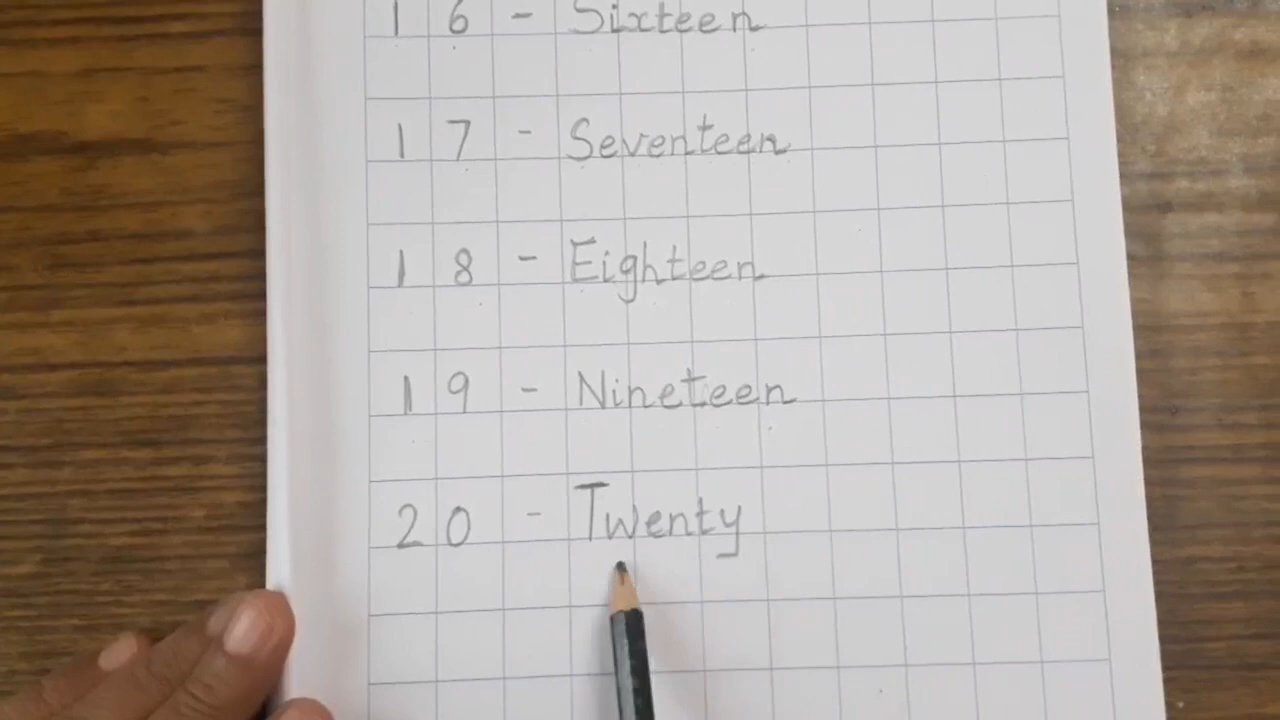 16 - Sixteen
17 - Seventeen
18 - Eighteen
19 - Nineteen
20 - Twenty